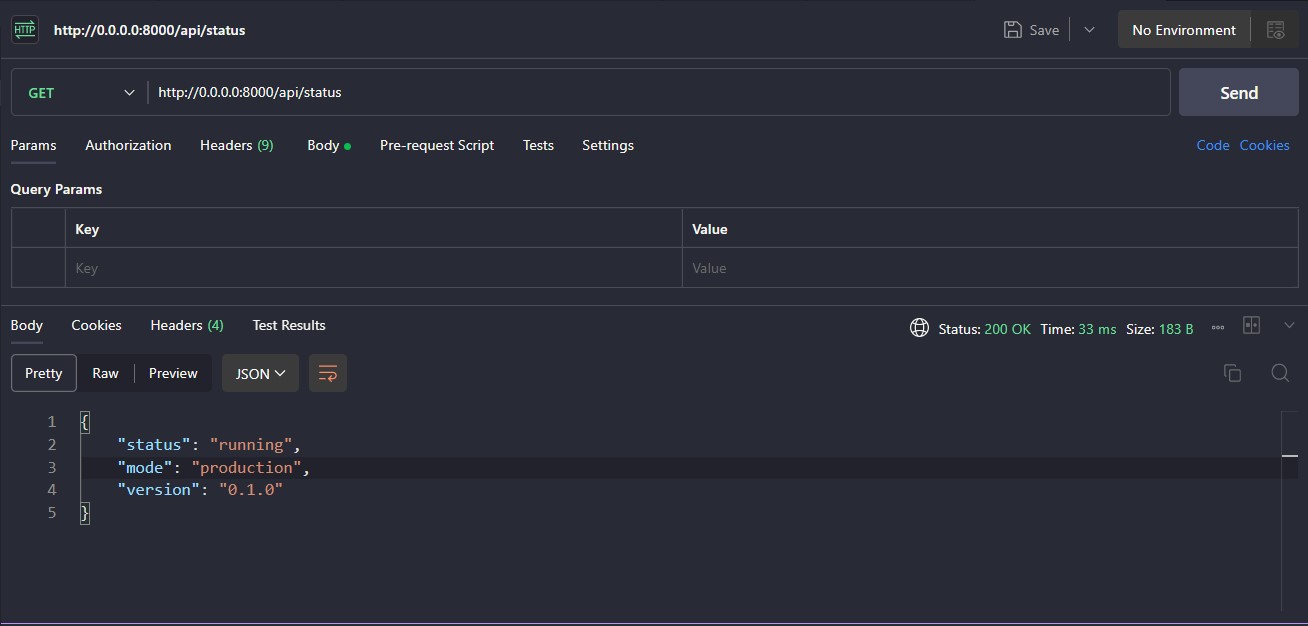 HTTP http://0.0.0.0:8000/api/status Save No Environment
GET http://0.0.0.0:8000/api/status Send
Params Authorization Headers (9) Body Pre-request Script Tests Settings Code Cookies
Query Params
Key Value
Key Value
Body Cookies Headers (4) Test Results Status: 200 OK Time: 33 ms Size: 183 B
Pretty Raw Preview JSON
1 {
2 "status": "running",
3 "mode": "production",
4 "version": "0.1.0"
5 }